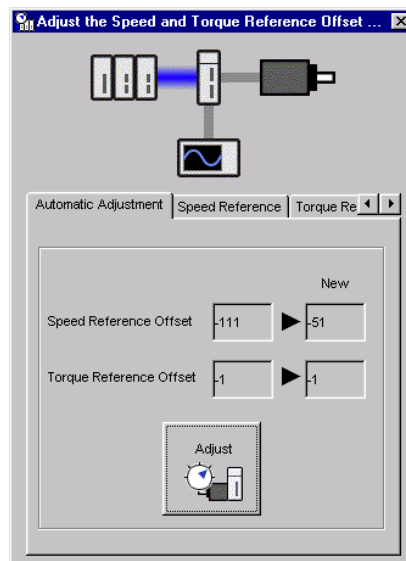 Adjust the Speed and Torque Reference Offset ...
Automatic Adjustment Speed Reference Torque Re
New
Speed Reference Offset -111 -51
Torque Reference Offset -1 -1
Adjust